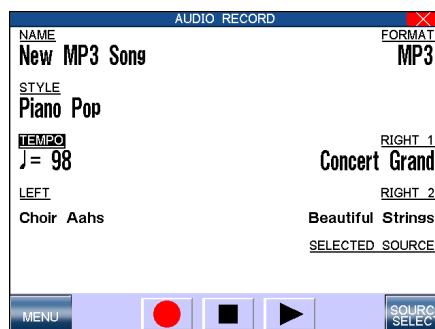 AUDIO RECORD
NAME
FORMAT
New MP3 Song
MP3
STYLE
Piano Pop
TEMPO
RIGHT 1
♩= 98
Concert Grand
LEFT
RIGHT 2
Choir Aahs
Beautiful Strings
SELECTED SOURCE
MENU
SOURC
SELEC